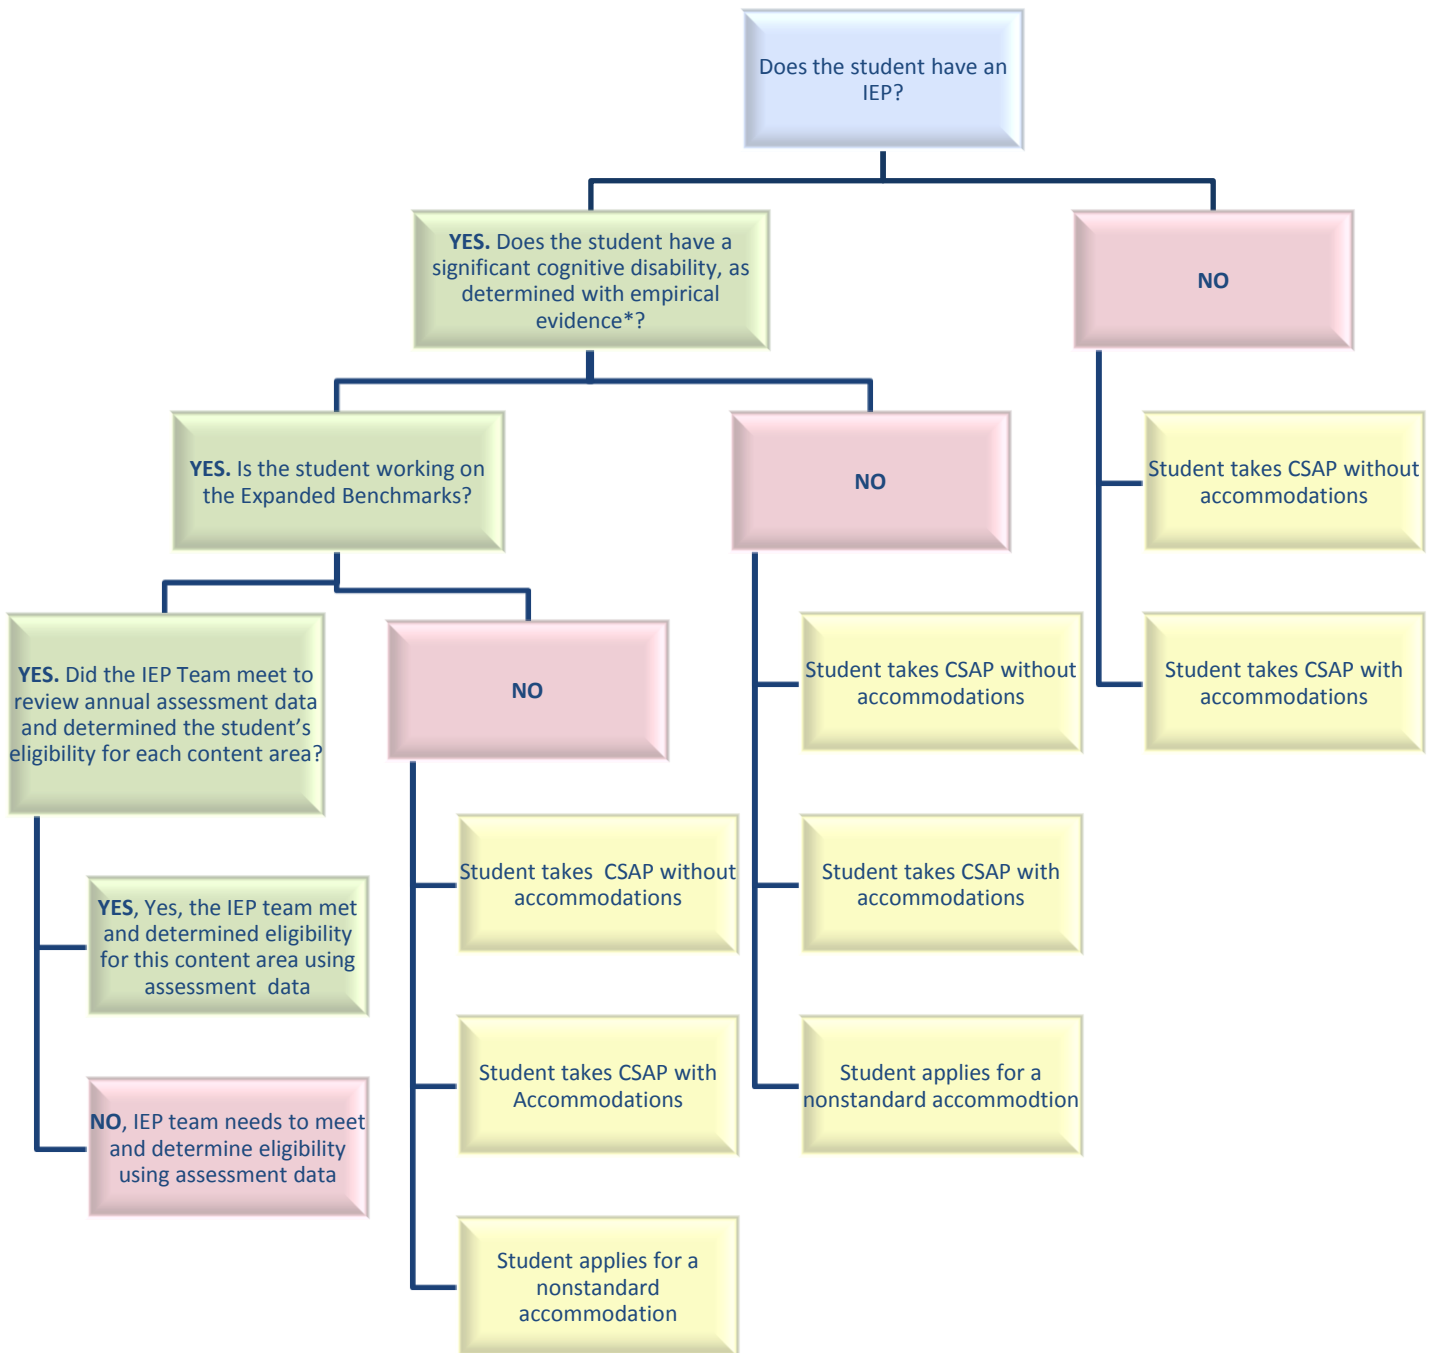 Does the student have an
IEP?
YES. Does the student have a
significant cognitive disability, as
determined with empirical
evidence*?
NO
YES. Is the student working on
the Expanded Benchmarks?
NO
Student takes CSAP without
accommodations
YES. Did the IEP Team meet to
review annual assessment data
and determined the student’s
eligibility for each content area?
NO
Student takes CSAP without
accommodations
Student takes CSAP with
accommodations
YES, Yes, the IEP team met
and determined eligibility
for this content area using
assessment data
Student takes CSAP without
accommodations
Student takes CSAP with
accommodations
NO, IEP team needs to meet
and determine eligibility
using assessment data
Student takes CSAP with
Accommodations
Student applies for a
nonstandard accommodtion
Student applies for a
nonstandard
accommodation